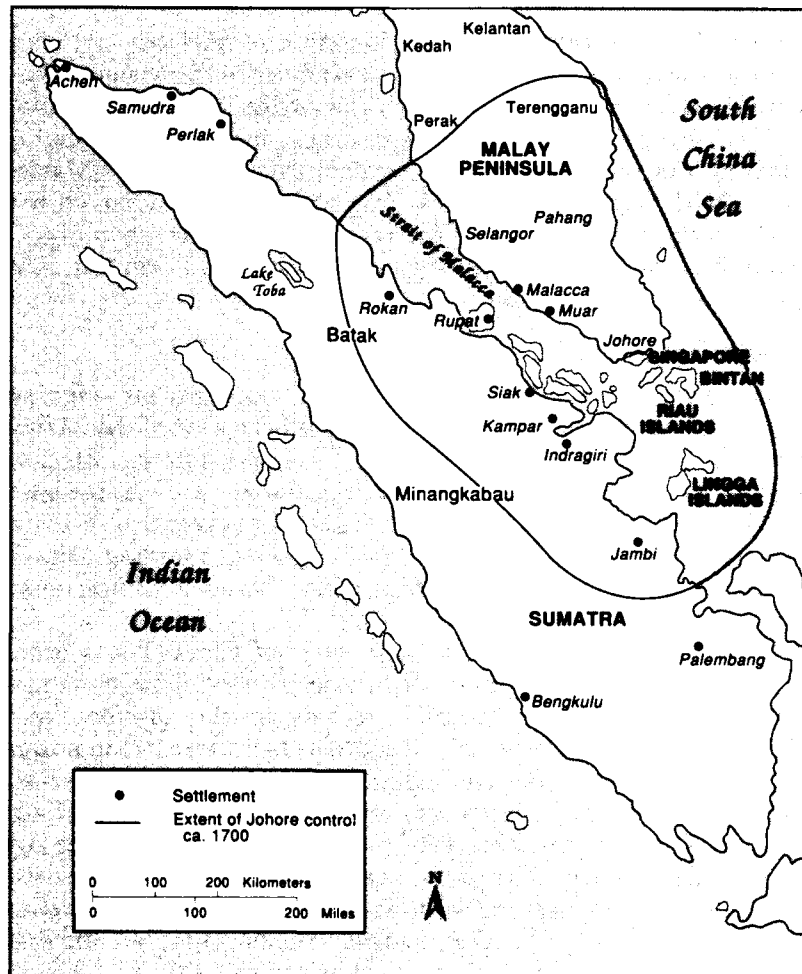 Kelantan
Kedah
Acheh
Samudra
Perlak
Perak
Terengganu
South
China
Sea
MALAY
PENINSULA
Strait of Malacca
Selangor
Pahang
Lake
Toba
Rokan
Malacca
Muar
Batak
Rupat
Johore
SINGAPORE
BINTAN
Siak
RIAU
ISLANDS
Kampar
Indragiri
Minangkabau
LINGGA
ISLANDS
Jambi
Indian
Ocean
SUMATRA
Palembang
Bengkulu
Settlement
Extent of Johore control
ca. 1700
0 100 200 Kilometers
0 100 200 Miles
N